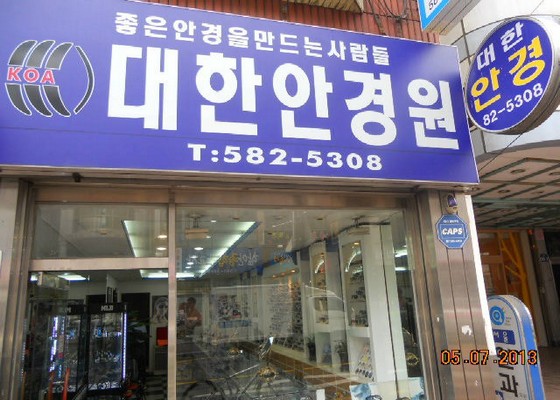 좋은안경을만드는사람들
KOA
대한안경원
T:582-5308
대한
안경
82-5308
CAPS
과
05.07.2013